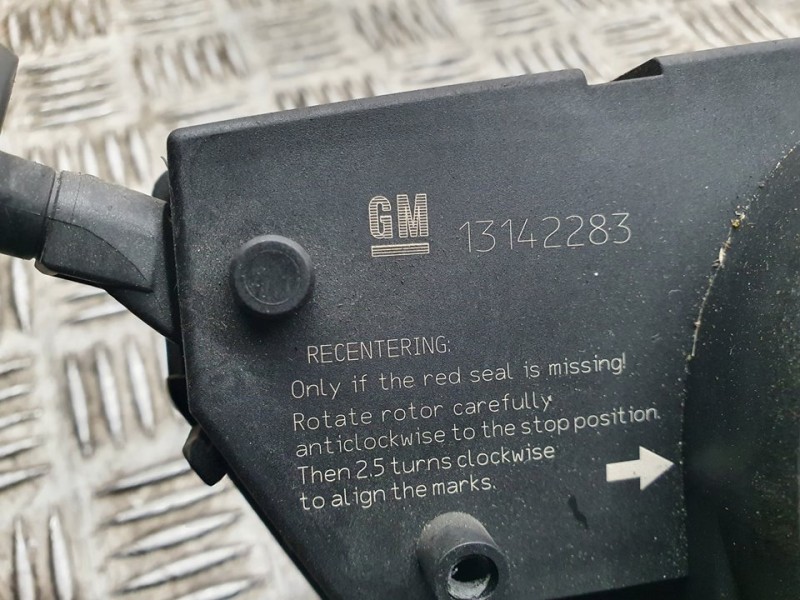 GM 13142283
RECENTERING:
Only if the red seal is missing!
Rotate rotor carefully
anticlockwise to the stop position.
Then 2.5 turns clockwise
to align the marks.